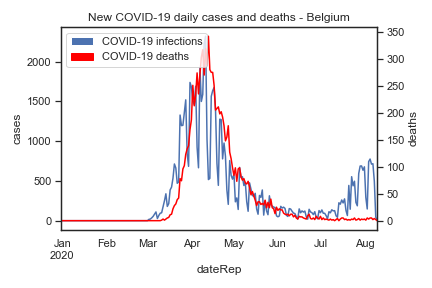 New COVID-19 daily cases and deaths - Belgium
COVID-19 infections
COVID-19 deaths
cases
2000
1500
1000
500
0
deaths
350
300
250
200
150
100
50
0
Jan Feb Mar Apr May Jun Jul Aug
2020
dateRep